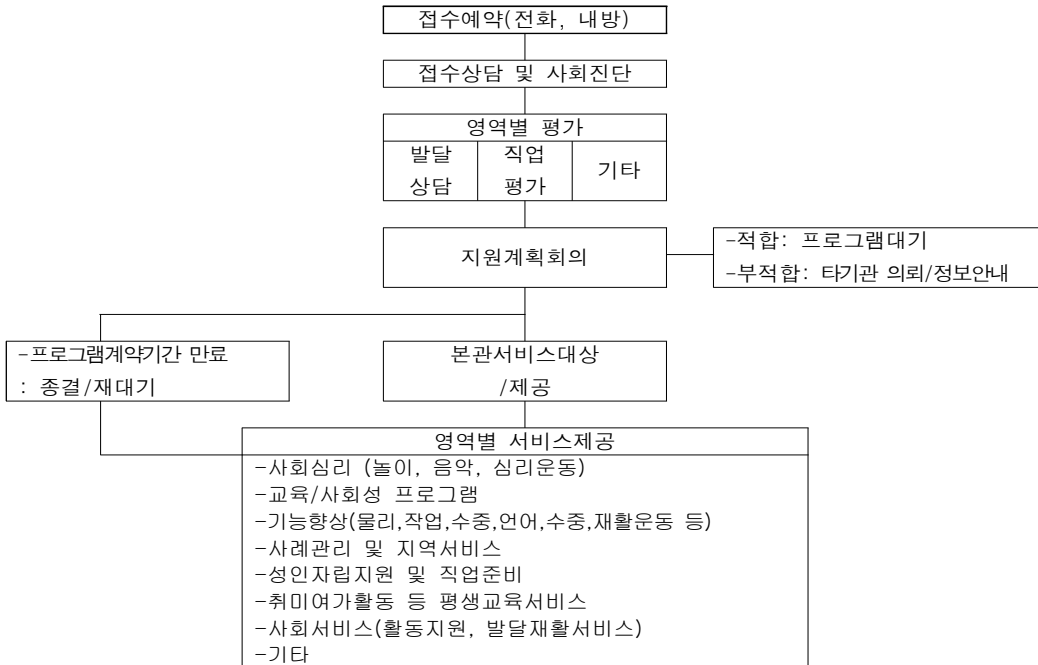 접수예약(전화, 내방)
접수상담 및 사회진단
영역별 평가
발달
상담
직업
평가
기타
지원계획회의
-적합: 프로그램대기
-부적합: 타기관 의뢰/정보안내
-프로그램계약기간 만료
: 종결/재대기
본관서비스대상
/제공
영역별 서비스제공
-사회심리 (놀이, 음악, 심리운동)
-교육/사회성 프로그램
-기능향상(물리,작업,수중,언어,수중,재활운동 등)
-사례관리 및 지역서비스
-성인자립지원 및 직업준비
-취미여가활동 등 평생교육서비스
-사회서비스(활동지원, 발달재활서비스)
-기타